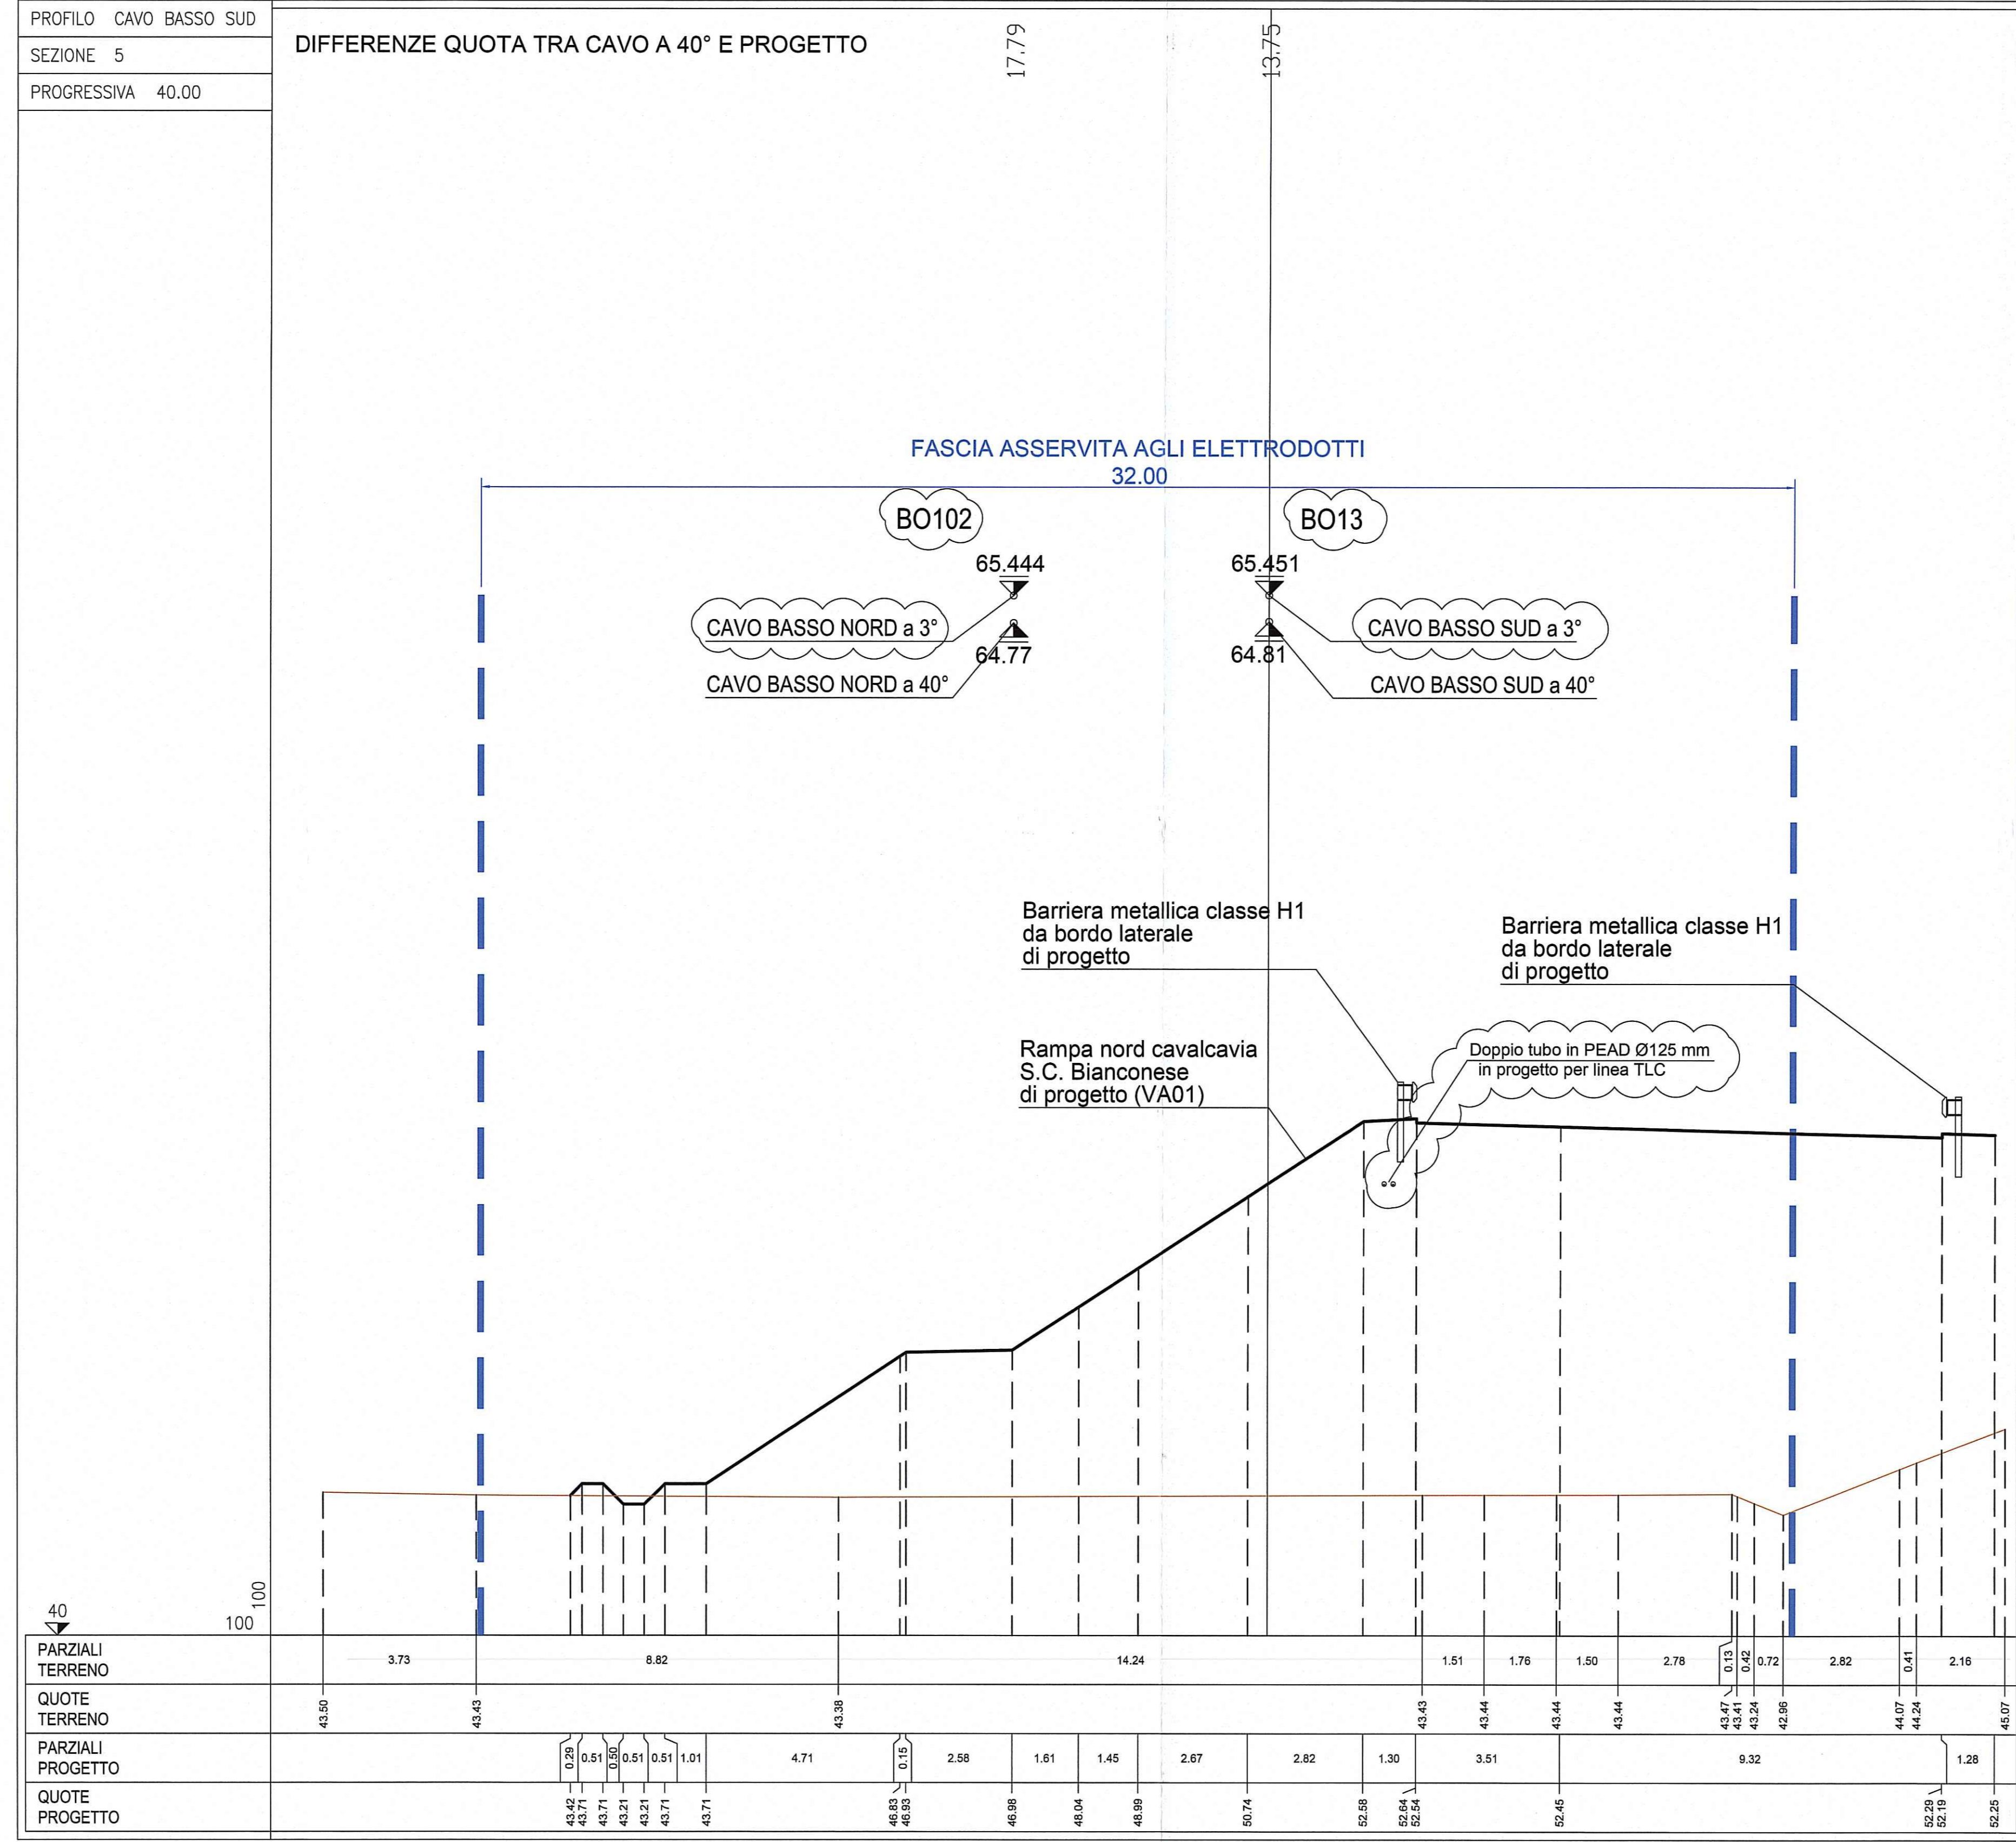 PROFILO CAVO BASSO SUD
SEZIONE 5
PROGRESSIVA 40.00
DIFFERENZE QUOTA TRA CAVO A 40° E PROGETTO
17.79
13.75
FASCIA ASSERVITA AGLI ELETTRODOTTI
32.00
BO102
BO13
65.444
65.451
CAVO BASSO NORD a 3°
CAVO BASSO SUD a 3°
64.77
64.81
CAVO BASSO NORD a 40°
CAVO BASSO SUD a 40°
Barriera metallica classe H1
da bordo laterale
di progetto
Barriera metallica classe H1
da bordo laterale
di progetto
Rampa nord cavalcavia
S.C. Bianconese
di progetto (VA01)
Doppio tubo in PEAD Ø125 mm
in progetto per linea TLC
40
100
100
PARZIALI
TERRENO
3.73 8.82 14.24 1.51 1.76 1.50 2.78 0.13 0.42 0.72 2.82 0.41 2.16
QUOTE
TERRENO
43.50 43.43 43.38 43.43 43.44 43.44 43.44 43.47 43.41 43.24 42.96 44.07 44.24 45.07
PARZIALI
PROGETTO
0.29 0.51 0.50 0.51 0.51 1.01 4.71 0.15 2.58 1.61 1.45 2.67 2.82 1.30 3.51 9.32 1.28
QUOTE
PROGETTO
43.42 43.71 43.71 43.21 43.21 43.71 43.71 46.83 46.93 46.98 48.04 48.99 50.74 52.58 52.64 52.54 52.45 52.29 52.19 52.25